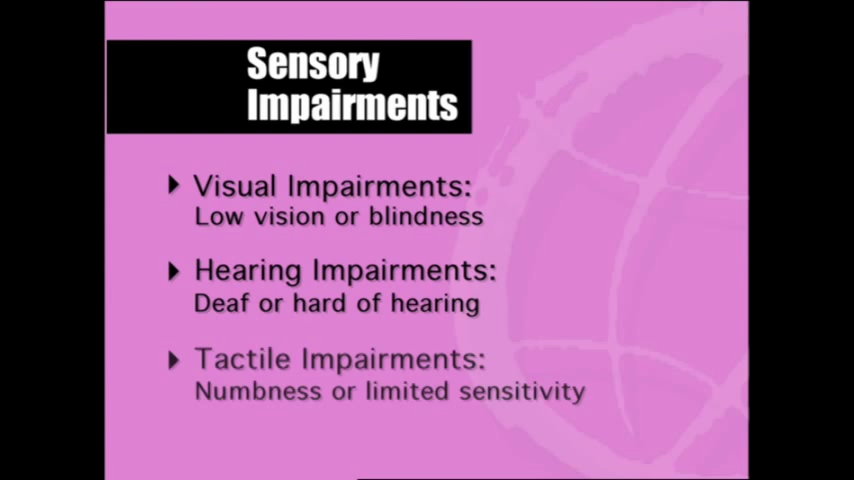 Sensory
Impairments
Visual Impairments:
Low vision or blindness
Hearing Impairments:
Deaf or hard of hearing
Tactile Impairments:
Numbness or limited sensitivity